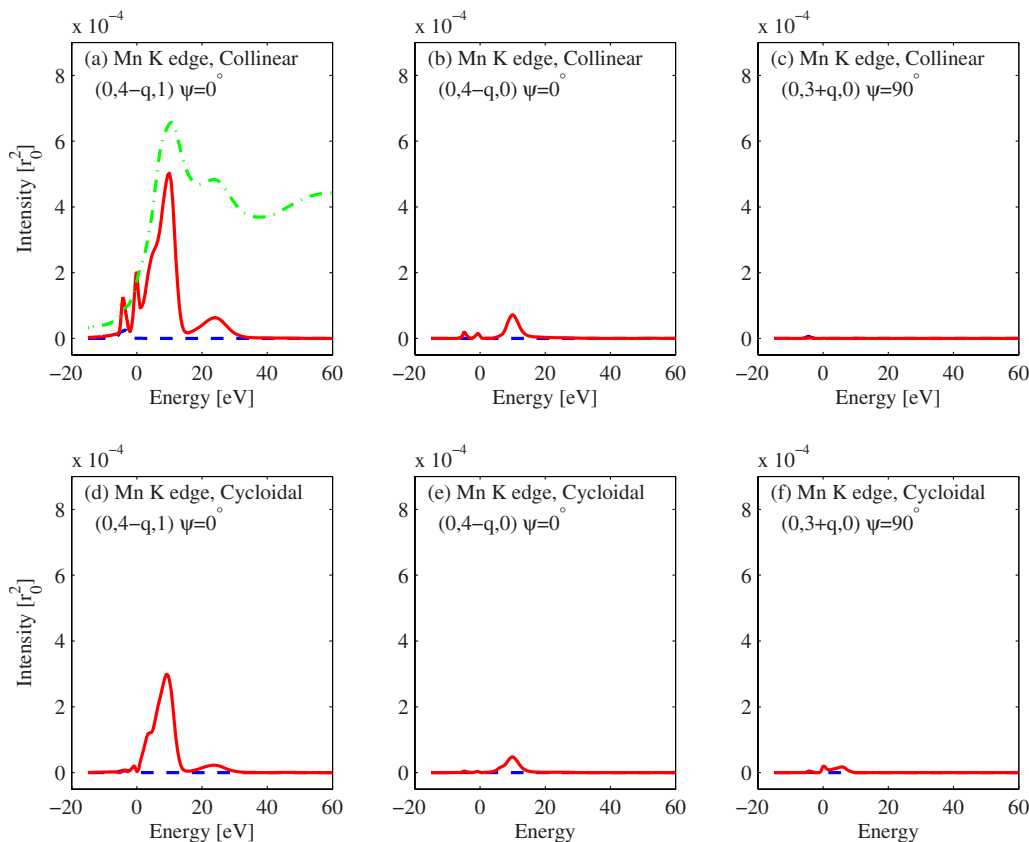 x 10⁻⁴ x 10⁻⁴ x 10⁻⁴
(a) Mn K edge, Collinear
(0,4−q,1) ψ=0°
8
6
4
2
0
Intensity [r₀²]
−20 0 20 40 60
Energy [eV]
(b) Mn K edge, Collinear
(0,4−q,0) ψ=0°
8
6
4
2
0
−20 0 20 40 60
Energy [eV]
(c) Mn K edge, Collinear
(0,3+q,0) ψ=90°
8
6
4
2
0
−20 0 20 40 60
Energy [eV]
x 10⁻⁴ x 10⁻⁴ x 10⁻⁴
(d) Mn K edge, Cycloidal
(0,4−q,1) ψ=0°
8
6
4
2
0
Intensity [r₀²]
−20 0 20 40 60
Energy [eV]
(e) Mn K edge, Cycloidal
(0,4−q,0) ψ=0°
8
6
4
2
0
−20 0 20 40 60
Energy
(f) Mn K edge, Cycloidal
(0,3+q,0) ψ=90°
8
6
4
2
0
−20 0 20 40 60
Energy